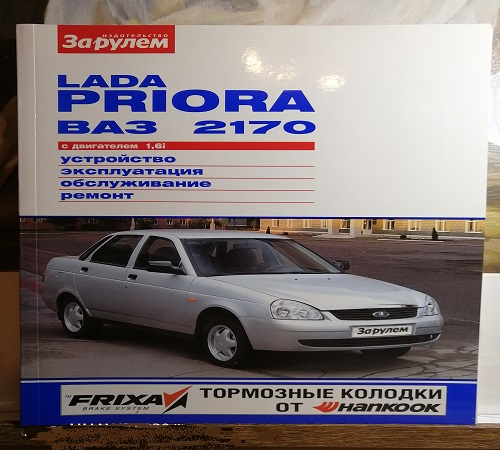 издательство
За рулем
LADA
PRIORA
ВАЗ 2170
с двигателем 1,6i
устройство
эксплуатация
обслуживание
ремонт
За рулем
™FRIXA
BRAKE SYSTEM
ТОРМОЗНЫЕ КОЛОДКИ
ОТ HANKOOK